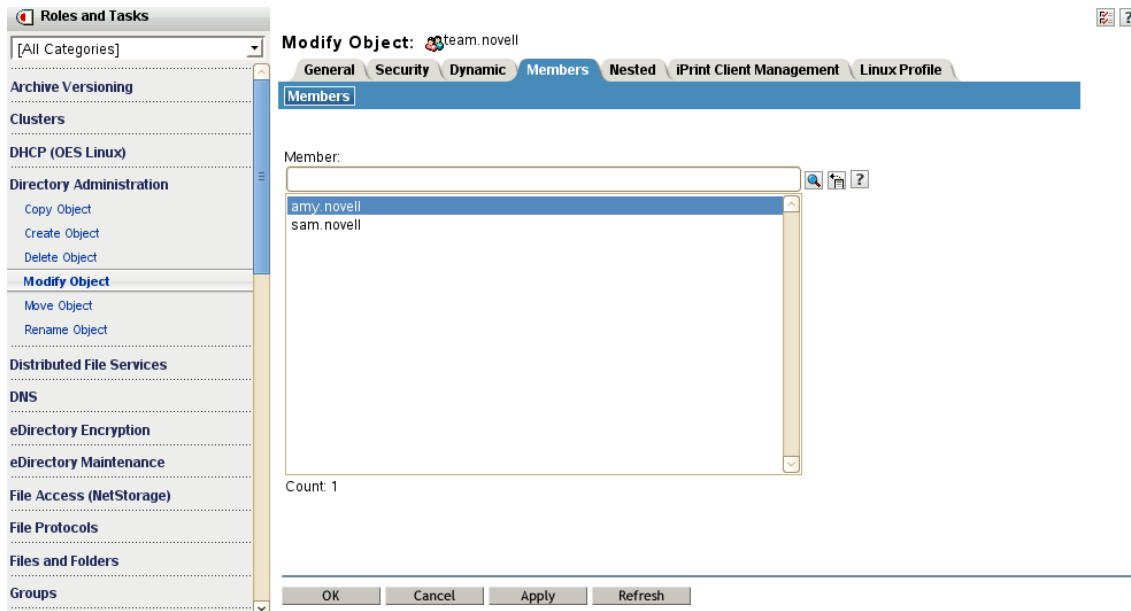 Roles and Tasks
[All Categories]
Archive Versioning
Clusters
DHCP (OES Linux)
Directory Administration
Copy Object
Create Object
Delete Object
Modify Object
Move Object
Rename Object
Distributed File Services
DNS
eDirectory Encryption
eDirectory Maintenance
File Access (NetStorage)
File Protocols
Files and Folders
Groups
?
Modify Object: team.novell
General Security Dynamic Members Nested iPrint Client Management Linux Profile
Members
Member:
?
amy.novell
sam.novell
Count: 1
OK Cancel Apply Refresh